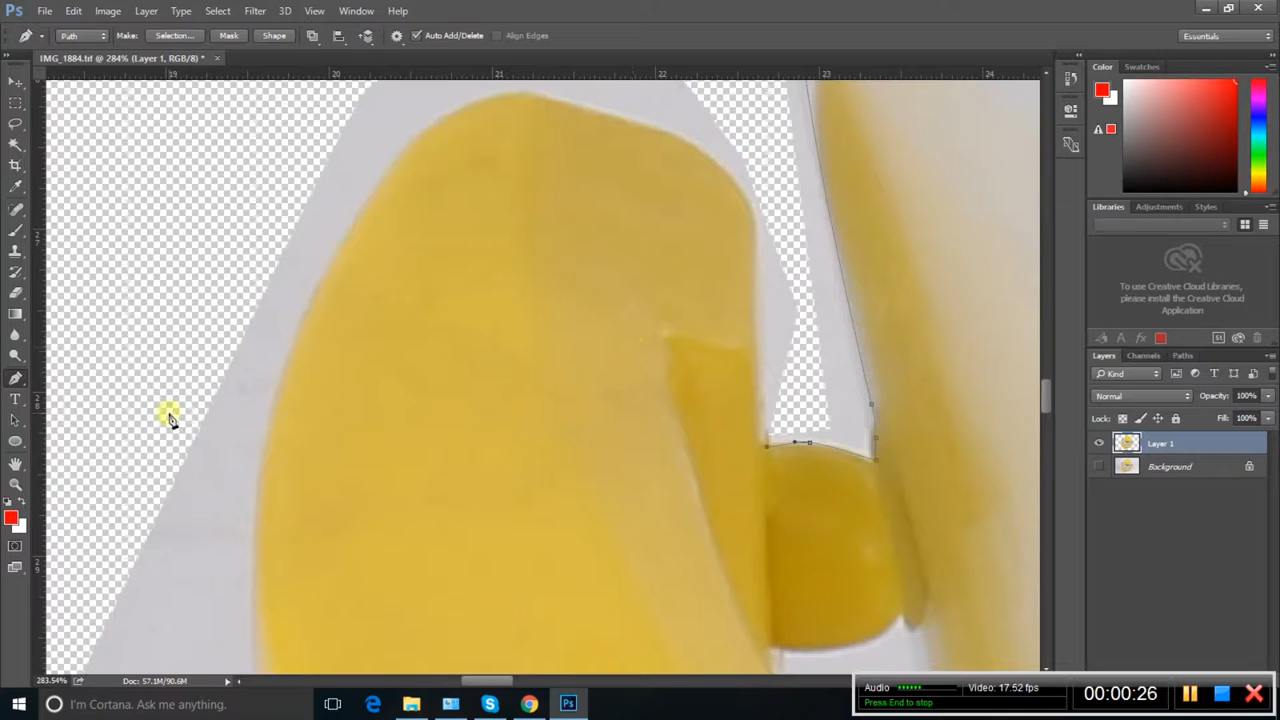 Ps File Edit Image Layer Type Select Filter 3D View Window Help
Path Make: Selection... Mask Shape Auto Add/Delete Align Edges Essentials
IMG_1884.tif @ 284% (Layer 1, RGB/8) * ×
19 20 21 22 23 24
Color Swatches
27
28
29
Libraries Adjustments Styles
To use Creative Cloud Libraries,
please install the Creative Cloud
Application
Layers Channels Paths
Kind
Normal Opacity: 100%
Lock: Fill: 100%
Layer 1
Background
283.54% Doc: 57.1M/90.6M
I'm Cortana. Ask me anything.
Audio Video: 17.52 fps 00:00:26
Press End to stop